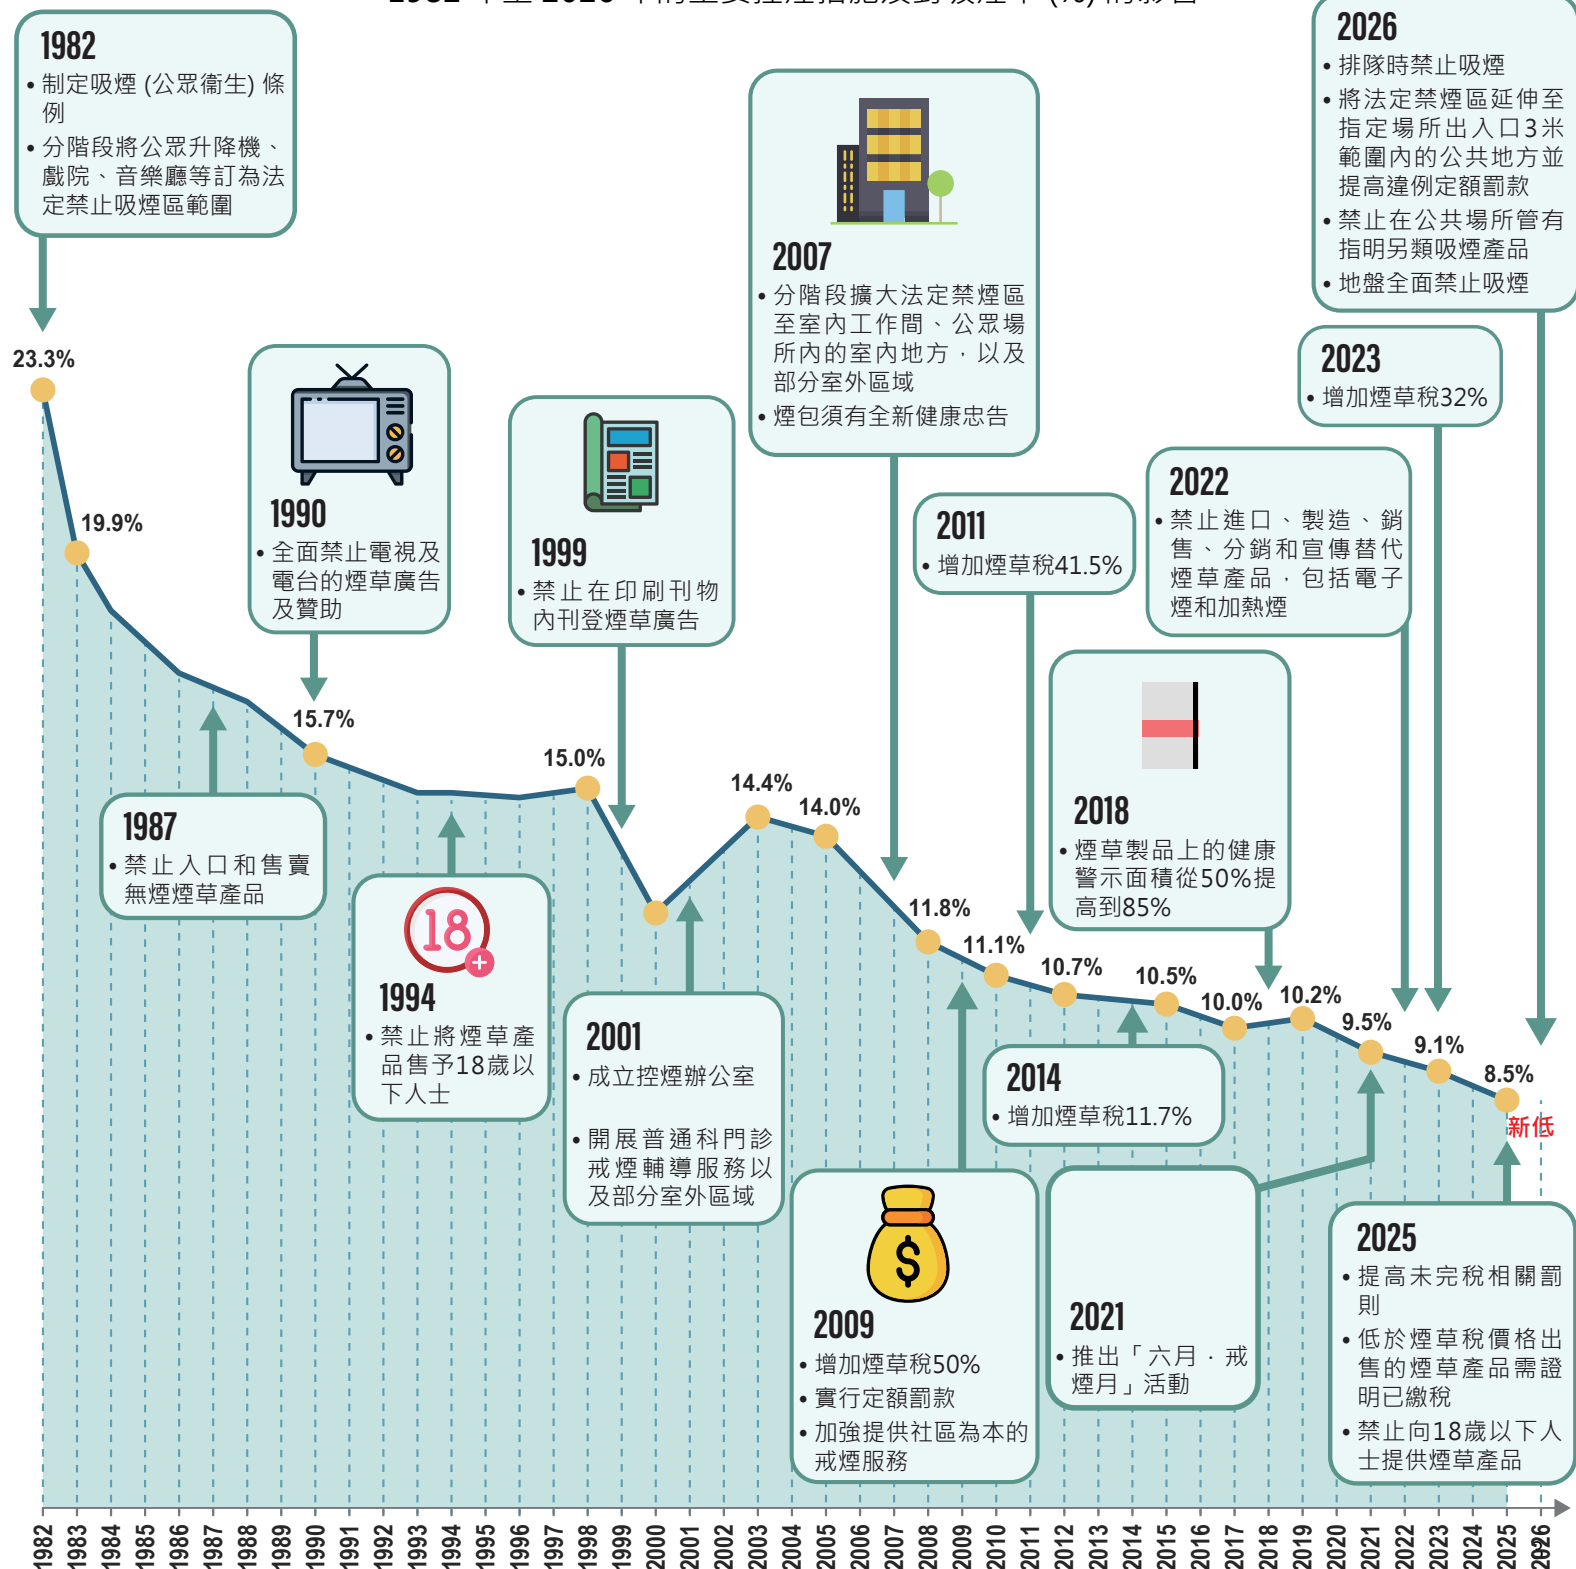 1982 年至 2026 年的主要控煙措施及對吸煙率 (%) 的影響
1982
• 制定吸煙 (公眾衞生) 條
例
• 分階段將公眾升降機、
戲院、音樂廳等訂為法
定禁止吸煙區範圍
23.3%
19.9%
1987
• 禁止入口和售賣
無煙煙草產品
1990
• 全面禁止電視及
電台的煙草廣告
及贊助
15.7%
18
+
1994
• 禁止將煙草產
品售予18歲以
下人士
15.0%
1999
• 禁止在印刷刊物
內刊登煙草廣告
2001
• 成立控煙辦公室
• 開展普通科門診
戒煙輔導服務以
及部分室外區域
14.4%
14.0%
2007
• 分階段擴大法定禁煙區
至室內工作間、公眾場
所內的室內地方，以及
部分室外區域
• 煙包須有全新健康忠告
11.8%
$
2009
• 增加煙草稅50%
• 實行定額罰款
• 加強提供社區為本的
戒煙服務
11.1%
2011
• 增加煙草稅41.5%
10.7%
2014
• 增加煙草稅11.7%
10.5%
10.0%
2018
• 煙草製品上的健康
警示面積從50%提
高到85%
10.2%
9.5%
2021
• 推出「六月．戒
煙月」活動
2022
• 禁止進口、製造、銷
售、分銷和宣傳替代
煙草產品，包括電子
煙和加熱煙
2023
• 增加煙草稅32%
9.1%
8.5%
新低
2025
• 提高未完稅相關罰
則
• 低於煙草稅價格出
售的煙草產品需證
明已繳稅
• 禁止向18歲以下人
士提供煙草產品
2026
• 排隊時禁止吸煙
• 將法定禁煙區延伸至
指定場所出入口3米
範圍內的公共地方並
提高違例定額罰款
• 禁止在公共場所管有
指明另類吸煙產品
• 地盤全面禁止吸煙
1982
1983
1984
1985
1986
1987
1988
1989
1990
1991
1992
1993
1994
1995
1996
1997
1998
1999
2000
2001
2002
2003
2004
2005
2006
2007
2008
2009
2010
2011
2012
2013
2014
2015
2016
2017
2018
2019
2020
2021
2022
2023
2024
2025
2026